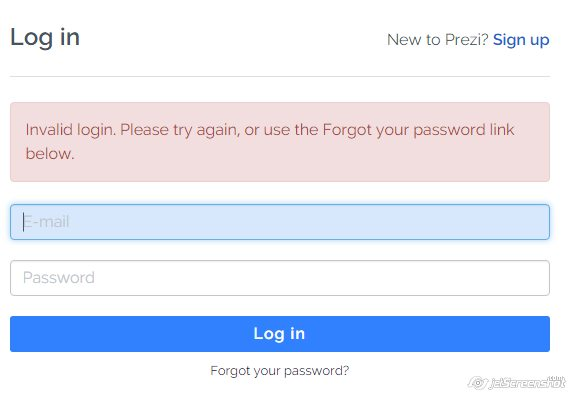 Log in
New to Prezi? Sign up
Invalid login. Please try again, or use the Forgot your password link
below.
E-mail
Password
Log in
Forgot your password?
jetScreenshot